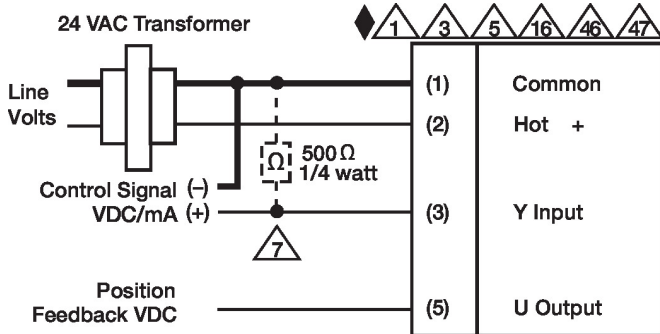 24 VAC Transformer
1 3 5 16 46 47
Line
Volts
(1) Common
(2) Hot +
Ω 500 Ω
1/4 watt
Control Signal (–)
VDC/mA (+)
(3) Y Input
7
Position
Feedback VDC
(5) U Output